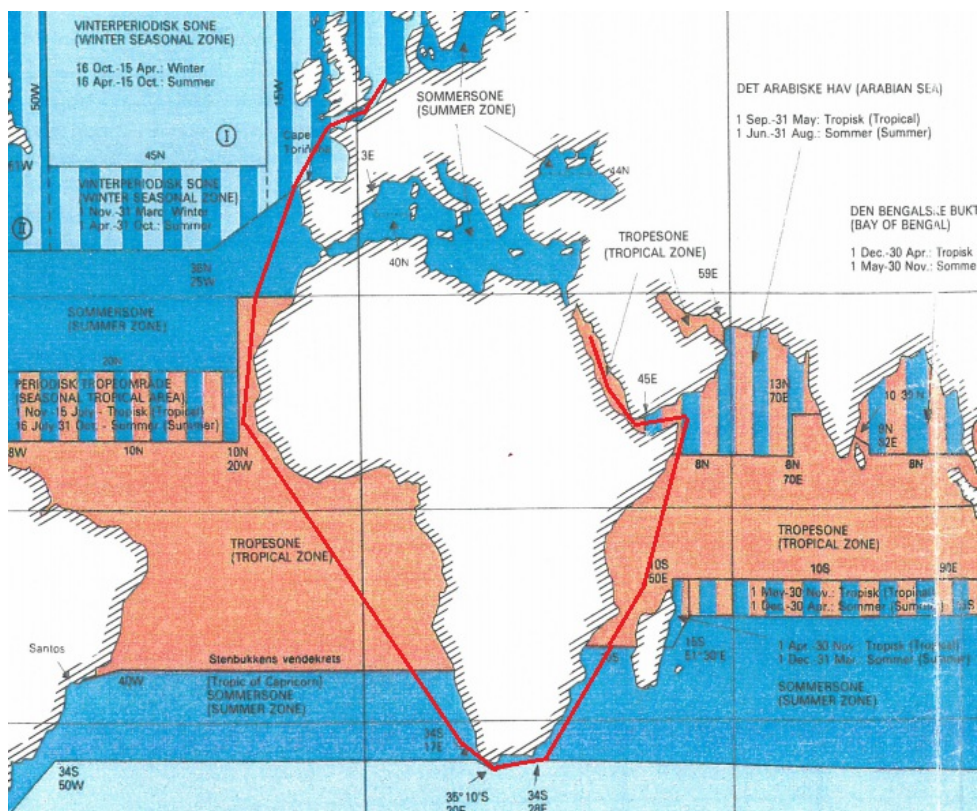 VINTERPERIODISK SONE
(WINTER SEASONAL ZONE)
16 Oct.-15 Apr.: Winter
16 Apr.-15 Oct.: Summer
50W
15W
I
45N
51W
VINTERPERIODISK SONE
(WINTER SEASONAL ZONE)
1 Nov.-31 Marc. Winter
1 Apr.-31 Oct.: Summer
II
Cape
3E
SOMMERSONE
(SUMMER ZONE)
44N
40N
36N
25W
DET ARABISKE HAV (ARABIAN SEA)
1 Sep.-31 May: Tropisk (Tropical)
1 Jun.-31 Aug.: Sommer (Summer)
DEN BENGALSKE BUKT
(BAY OF BENGAL)
1 Dec.-30 Apr.: Tropisk
1 May-30 Nov.: Somme
TROPESONE
(TROPICAL ZONE)
59E
45E
SOMMERSONE
(SUMMER ZONE)
20N
PERIODISK TROPEOMRÅDE
(SEASONAL TROPICAL AREA)
1 Nov.-15 July - Tropisk (Tropical)
16 July-31 Oct. - Summer (Summer)
8W
10N
10N
20W
13N
70E
8N
8N
70E
9N
82E
8N
TROPESONE
(TROPICAL ZONE)
TROPESONE
(TROPICAL ZONE)
10S
50E
10S
90E
1 May-30 Nov.: Tropisk (Tropical)
1 Dec.-30 Apr.: Sommer (Summer)
15S
51°30'E
1 Apr.-30 Nov. Tropisk (Tropical)
1 Dec.-31 Mar. Sommer (Summer)
SOMMERSONE
(SUMMER ZONE)
Santos
40W
Stenbukkens vendekrets
(Tropic of Capricorn)
SOMMERSONE
(SUMMER ZONE)
34S
17E
34S
50W
35°10'S
20E
34S
28E